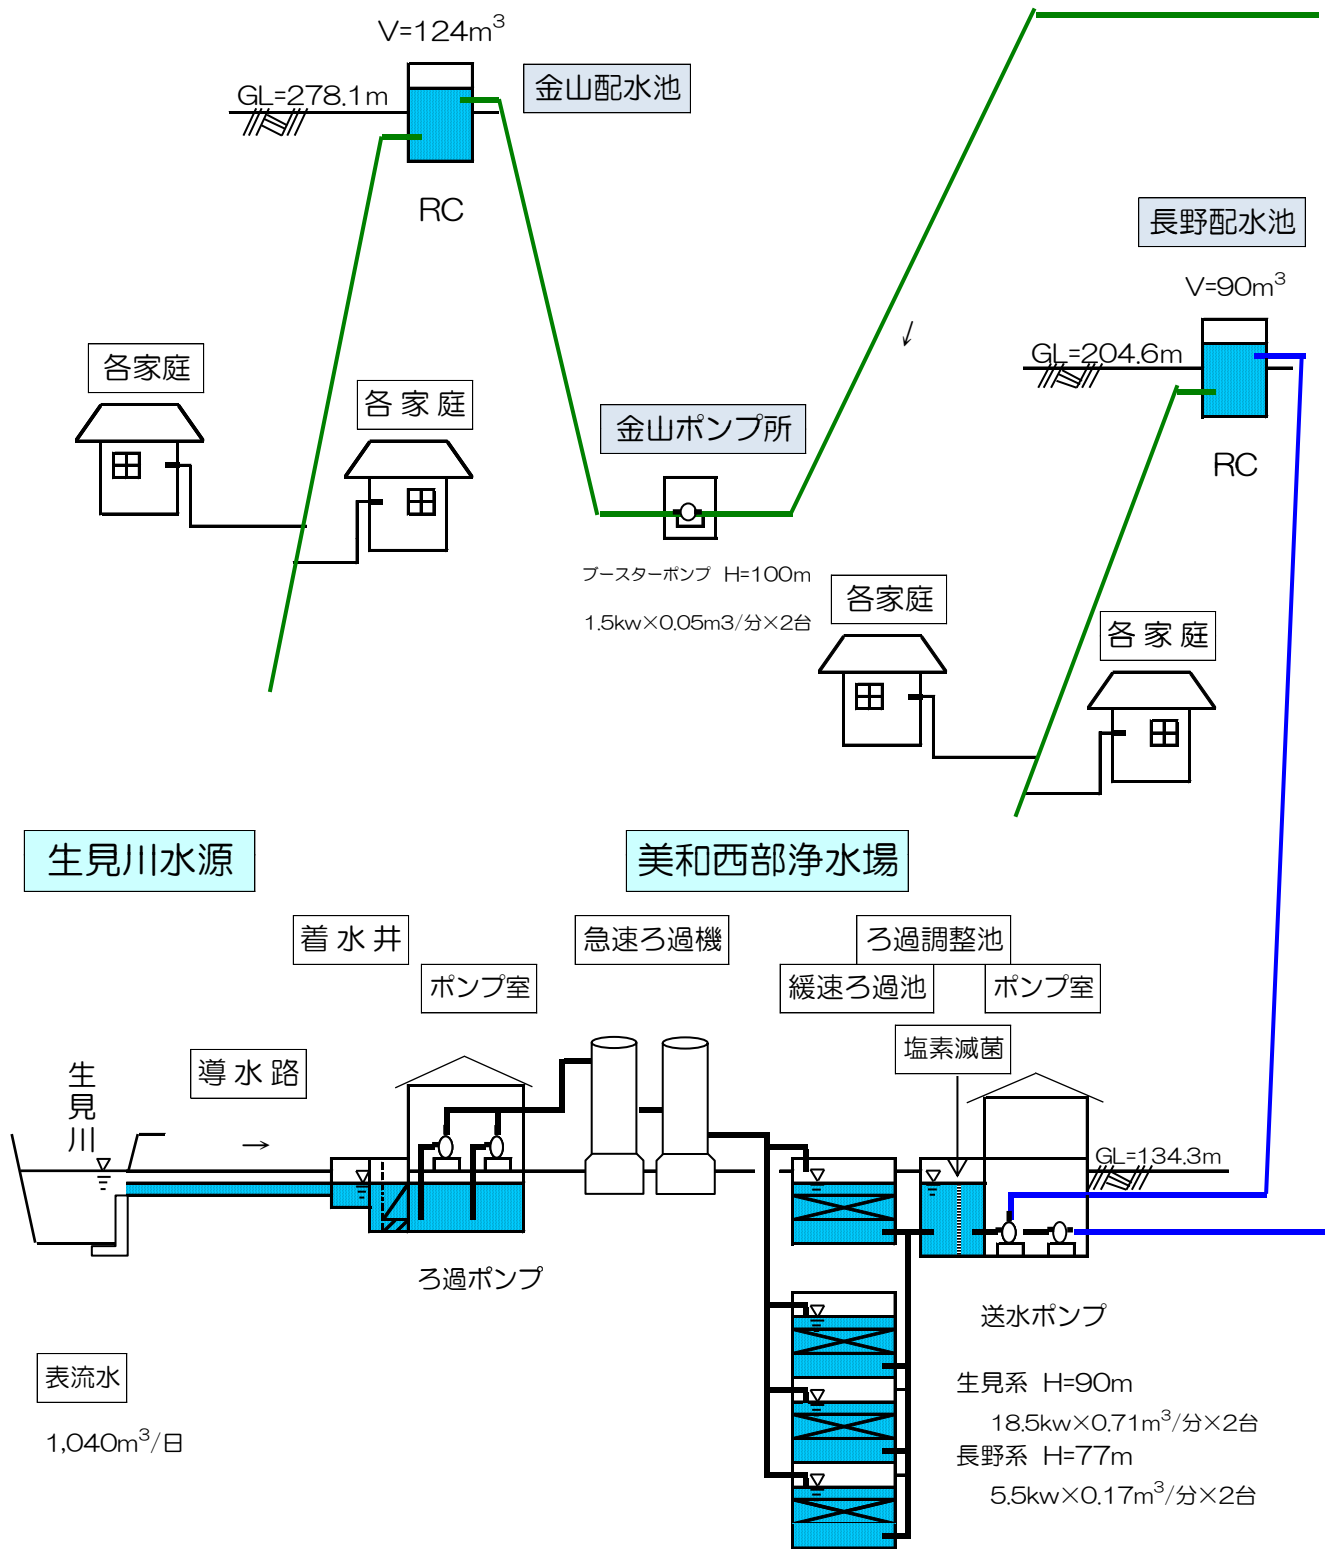 V=124m³
金山配水池
GL=278.1m
RC
長野配水池
V=90m³
GL=204.6m
RC
各家庭
各家庭
金山ポンプ所
ブースターポンプ H=100m
1.5kw×0.05m3/分×2台
各家庭
各家庭
生見川水源
美和西部浄水場
着水井
急速ろ過機
ろ過調整池
ポンプ室
緩速ろ過池
ポンプ室
塩素滅菌
導水路
生見川
→
GL=134.3m
ろ過ポンプ
送水ポンプ
表流水
1,040m³/日
生見系 H=90m
18.5kw×0.71m³/分×2台
長野系 H=77m
5.5kw×0.17m³/分×2台